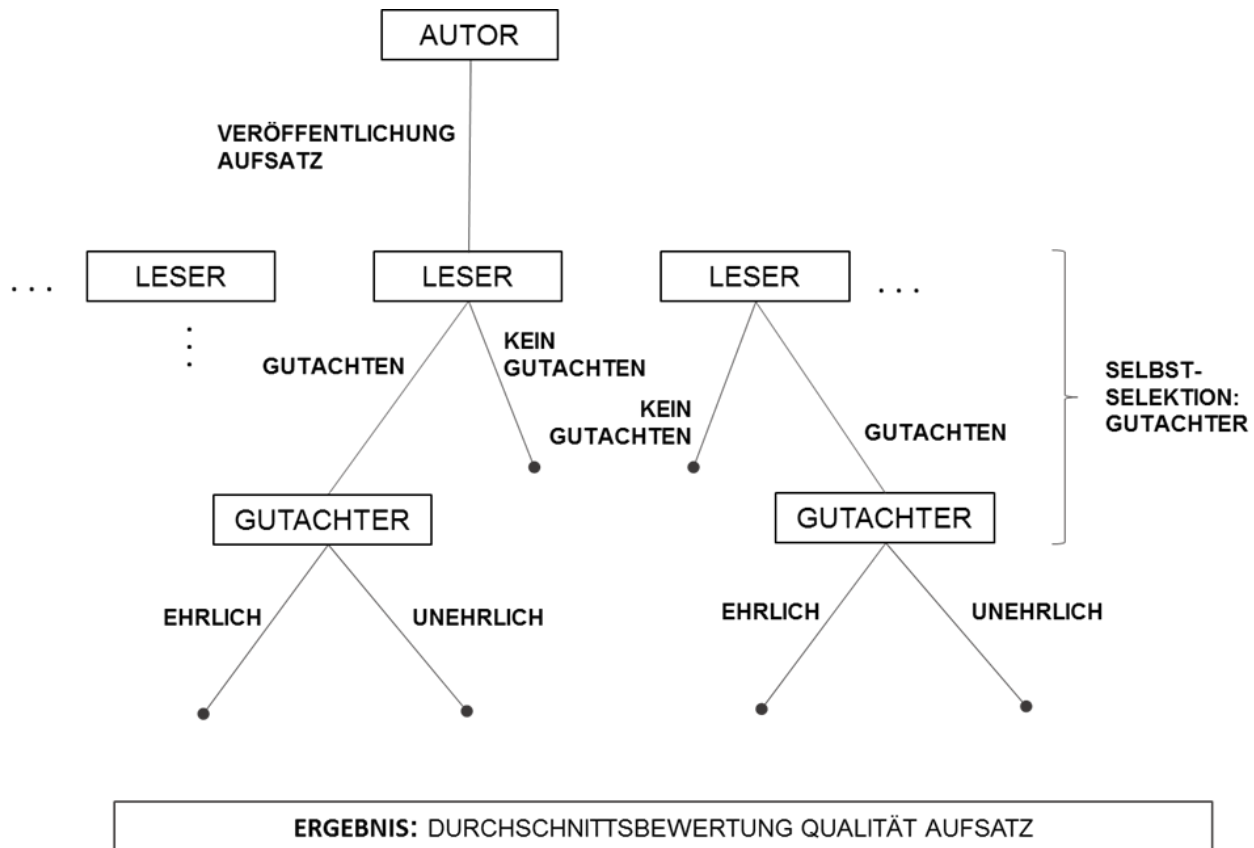 AUTOR
VERÖFFENTLICHUNG
AUFSATZ
. . .
LESER
LESER
LESER
. . .
GUTACHTEN
KEIN
GUTACHTEN
KEIN
GUTACHTEN
GUTACHTEN
SELBST-
SELEKTION:
GUTACHTER
GUTACHTER
GUTACHTER
EHRLICH
UNEHRLICH
EHRLICH
UNEHRLICH
ERGEBNIS: DURCHSCHNITTSBEWERTUNG QUALITÄT AUFSATZ